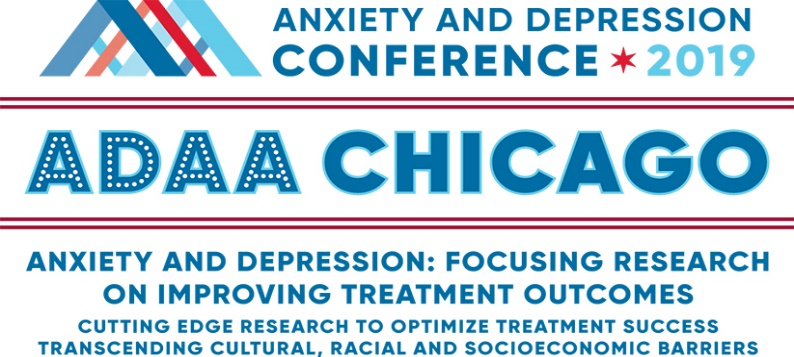 ANXIETY AND DEPRESSION
CONFERENCE ✶ 2019
ADAA CHICAGO
ANXIETY AND DEPRESSION: FOCUSING RESEARCH
ON IMPROVING TREATMENT OUTCOMES
CUTTING EDGE RESEARCH TO OPTIMIZE TREATMENT SUCCESS
TRANSCENDING CULTURAL, RACIAL AND SOCIOECONOMIC BARRIERS